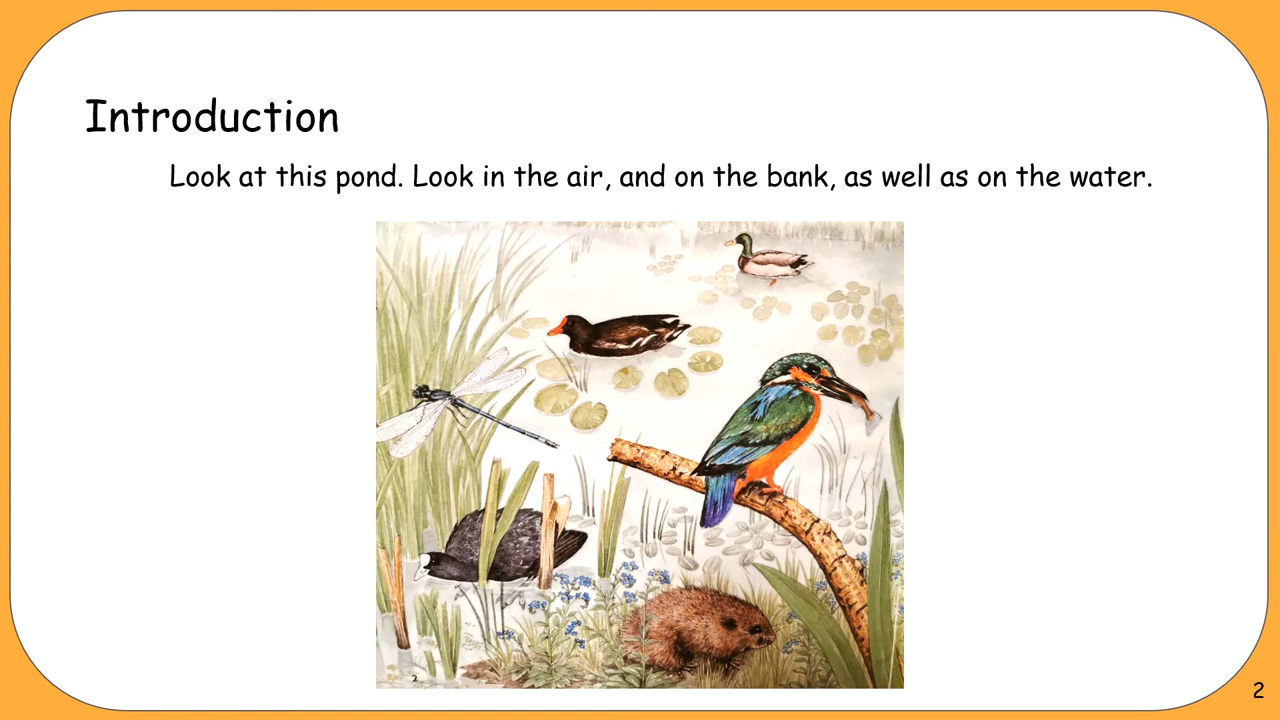 Introduction
Look at this pond. Look in the air, and on the bank, as well as on the water.
2
2